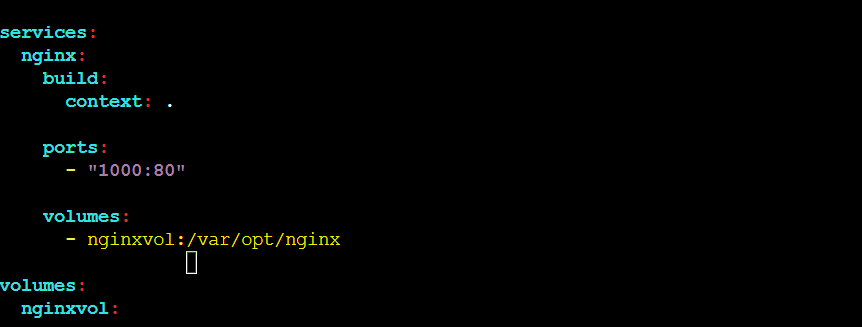 services:
  nginx:
    build:
      context: .
    ports:
      - "1000:80"
    volumes:
      - nginxvol:/var/opt/nginx
volumes:
  nginxvol: